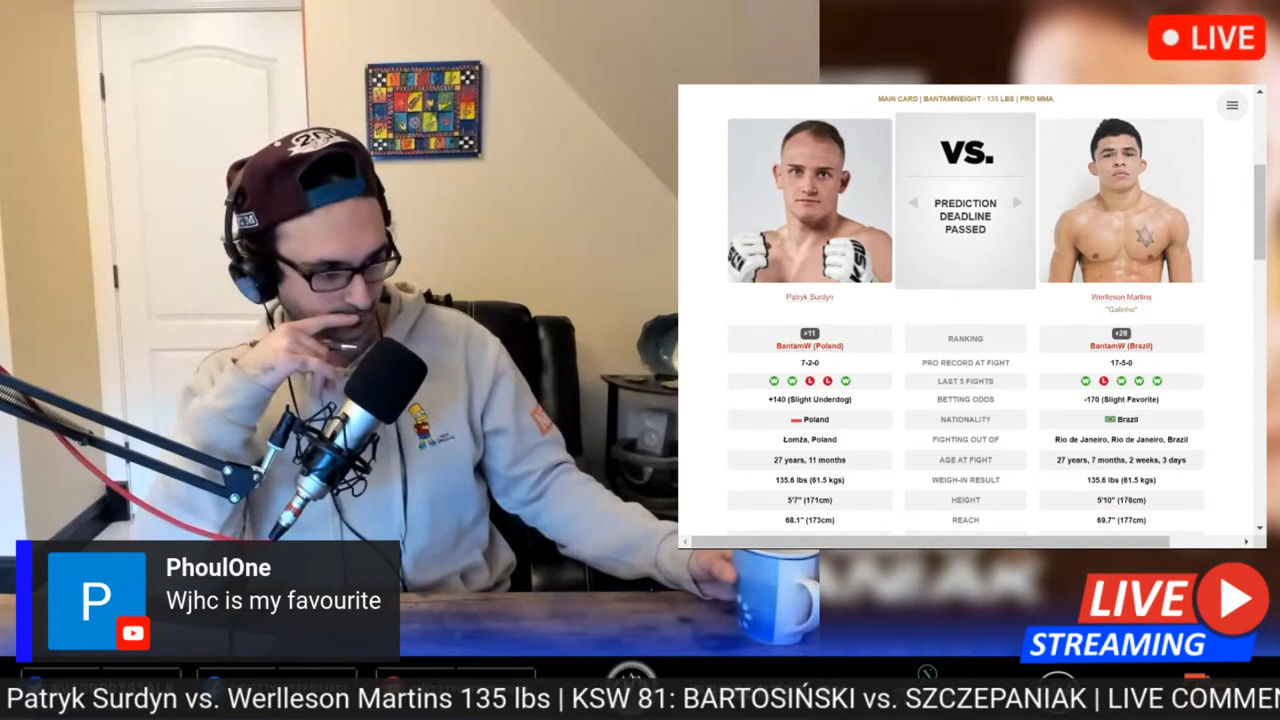 LIVE
MAIN CARD | BANTAMWEIGHT · 135 LBS | PRO MMA
VS.
PREDICTION
DEADLINE
PASSED
Patryk Surdyn
Werlleson Martins
"Galinho"
#11
RANKING
#28
BantamW (Poland)
BantamW (Brazil)
7-2-0
PRO RECORD AT FIGHT
17-5-0
W W L L W
LAST 5 FIGHTS
W L W W W
+140 (Slight Underdog)
BETTING ODDS
-170 (Slight Favorite)
Poland
NATIONALITY
Brazil
Łomża, Poland
FIGHTING OUT OF
Rio de Janeiro, Rio de Janeiro, Brazil
27 years, 11 months
AGE AT FIGHT
27 years, 7 months, 2 weeks, 3 days
135.6 lbs (61.5 kgs)
WEIGH-IN RESULT
135.6 lbs (61.5 kgs)
5'7" (171cm)
HEIGHT
5'10" (178cm)
68.1" (173cm)
REACH
69.7" (177cm)
P
PhoulOne
Wjhc is my favourite
LIVE
STREAMING
Patryk Surdyn vs. Werlleson Martins 135 lbs | KSW 81: BARTOSIŃSKI vs. SZCZEPANIAK | LIVE COMMEN